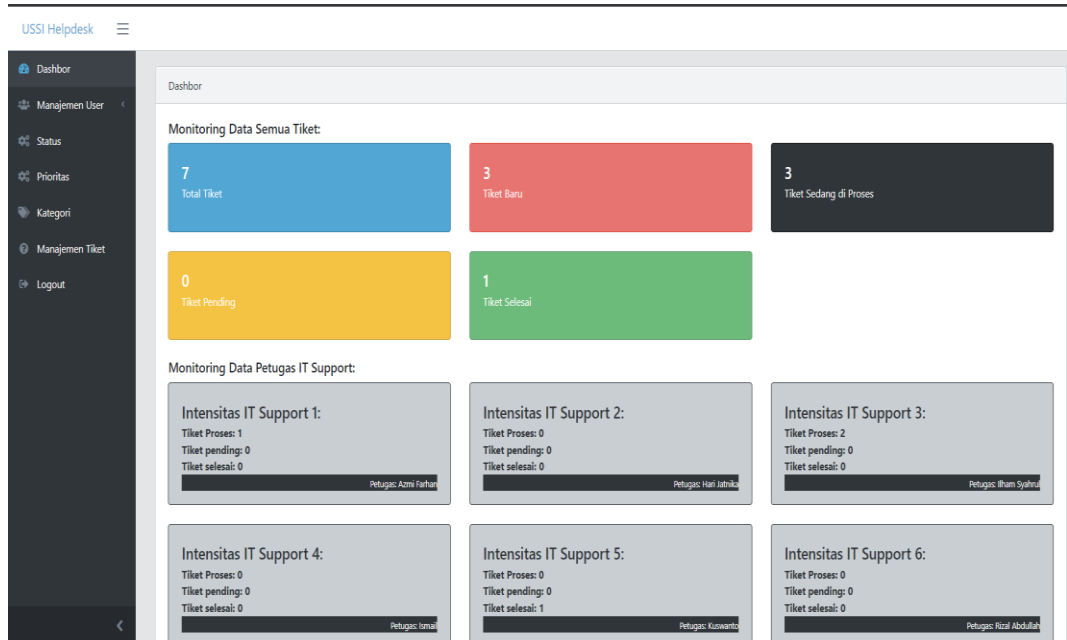 USSI Helpdesk
Dashbor
Manajemen User
Status
Prioritas
Kategori
Manajemen Tiket
Logout
Dashbor
Monitoring Data Semua Tiket:
7
Total Tiket
3
Tiket Baru
3
Tiket Sedang di Proses
0
Tiket Pending
1
Tiket Selesai
Monitoring Data Petugas IT Support:
Intensitas IT Support 1:
Tiket Proses: 1
Tiket pending: 0
Tiket selesai: 0
Petugas: Azmi Farhan
Intensitas IT Support 2:
Tiket Proses: 0
Tiket pending: 0
Tiket selesai: 0
Petugas: Hari Jatnika
Intensitas IT Support 3:
Tiket Proses: 2
Tiket pending: 0
Tiket selesai: 0
Petugas: Ilham Syahrul
Intensitas IT Support 4:
Tiket Proses: 0
Tiket pending: 0
Tiket selesai: 0
Petugas: Ismail
Intensitas IT Support 5:
Tiket Proses: 0
Tiket pending: 0
Tiket selesai: 1
Petugas: Kuswanto
Intensitas IT Support 6:
Tiket Proses: 0
Tiket pending: 0
Tiket selesai: 0
Petugas: Rizal Abdullah